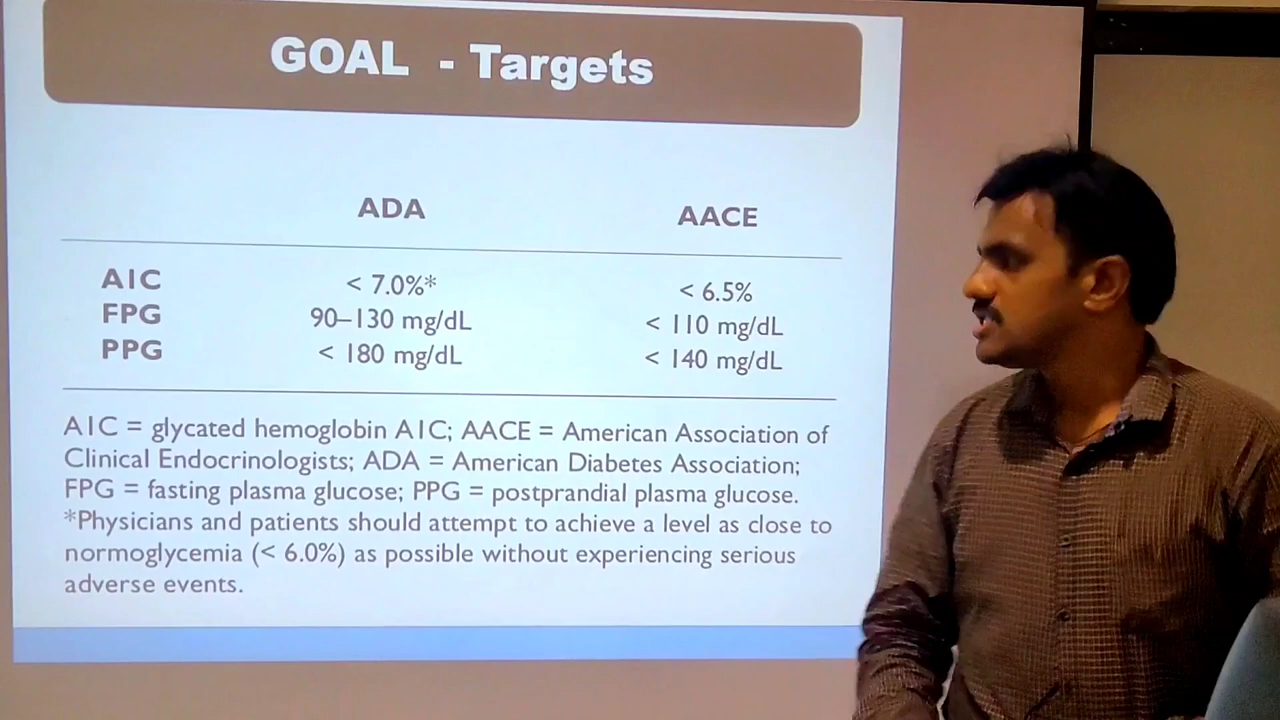 GOAL - Targets
ADA AACE
A1C < 7.0%* < 6.5%
FPG 90–130 mg/dL < 110 mg/dL
PPG < 180 mg/dL < 140 mg/dL
A1C = glycated hemoglobin A1C; AACE = American Association of
Clinical Endocrinologists; ADA = American Diabetes Association;
FPG = fasting plasma glucose; PPG = postprandial plasma glucose.
*Physicians and patients should attempt to achieve a level as close to
normoglycemia (< 6.0%) as possible without experiencing serious
adverse events.